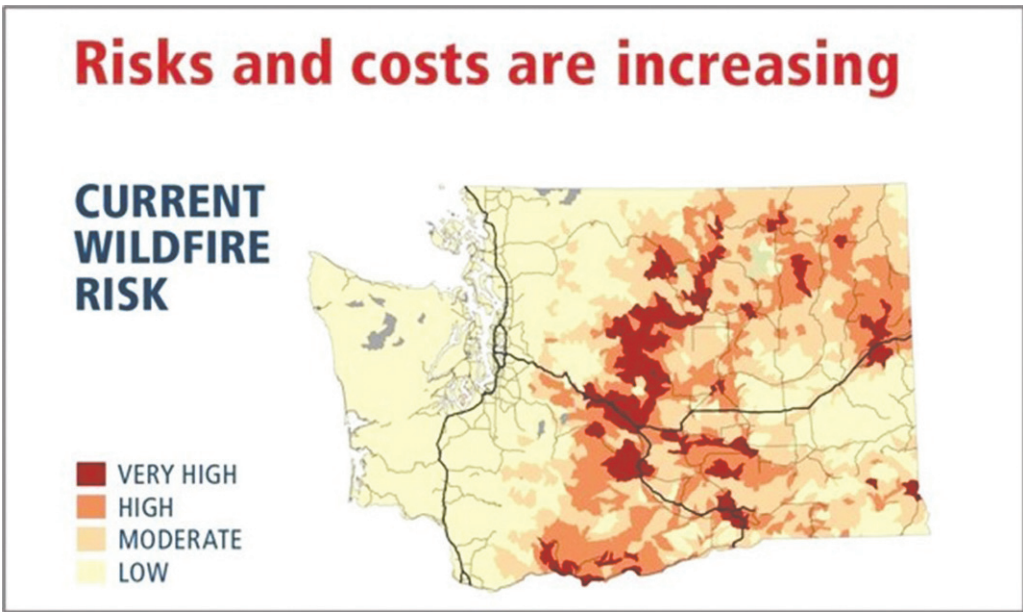 Risks and costs are increasing
CURRENT
WILDFIRE
RISK
VERY HIGH
HIGH
MODERATE
LOW